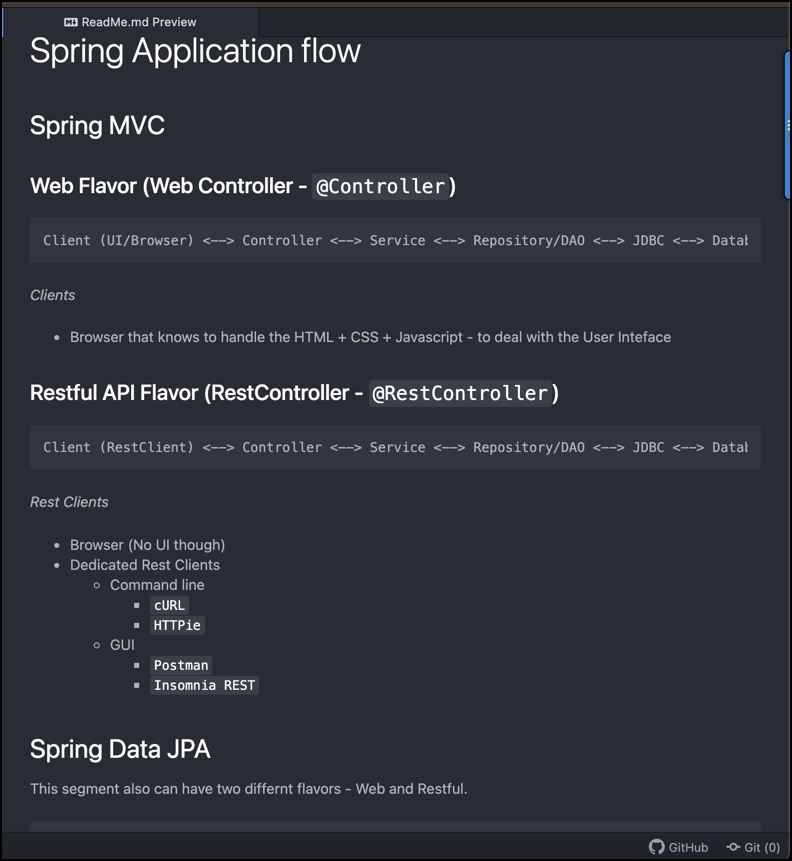 ReadMe.md Preview
Spring Application flow
Spring MVC
Web Flavor (Web Controller - @Controller)
Client (UI/Browser) <--> Controller <--> Service <--> Repository/DAO <--> JDBC <--> Datab
Clients
• Browser that knows to handle the HTML + CSS + Javascript - to deal with the User Inteface
Restful API Flavor (RestController - @RestController)
Client (RestClient) <--> Controller <--> Service <--> Repository/DAO <--> JDBC <--> Datab
Rest Clients
• Browser (No UI though)
• Dedicated Rest Clients
◦ Command line
▪ cURL
▪ HTTPie
◦ GUI
▪ Postman
▪ Insomnia REST
Spring Data JPA
This segment also can have two differnt flavors - Web and Restful.
GitHub Git (0)